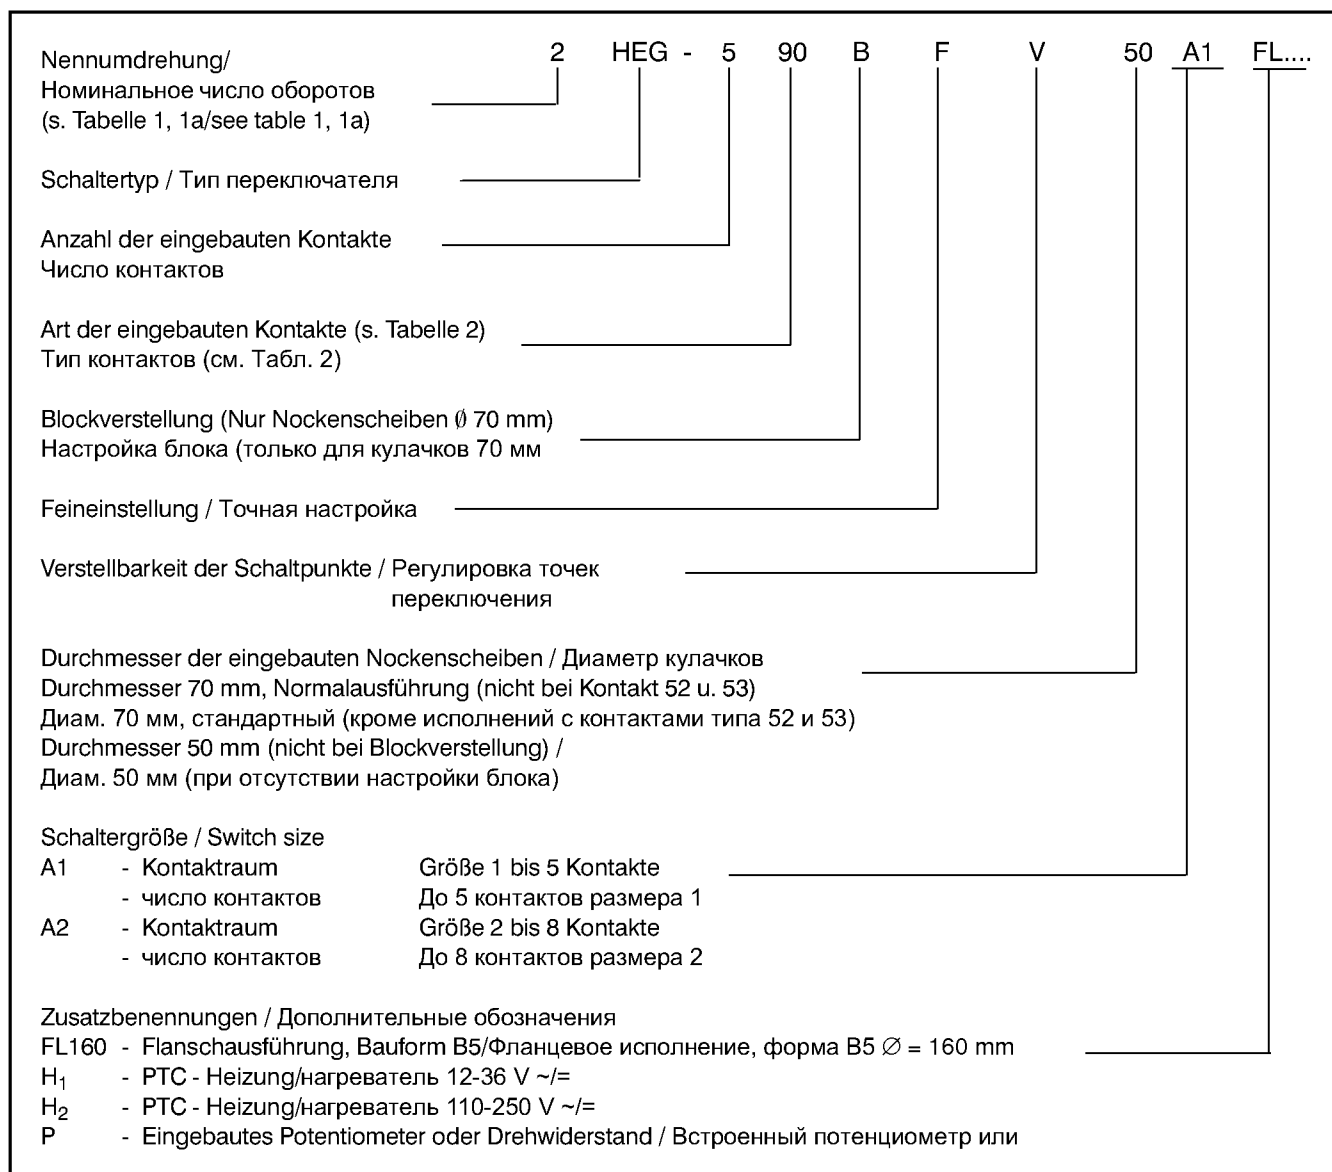 2 HEG - 5 90 B F V 50 A1 FL....
Nennumdrehung/
Номинальное число оборотов
(s. Tabelle 1, 1a/see table 1, 1a)
Schaltertyp / Тип переключателя
Anzahl der eingebauten Kontakte
Число контактов
Art der eingebauten Kontakte (s. Tabelle 2)
Тип контактов (см. Табл. 2)
Blockverstellung (Nur Nockenscheiben Ø 70 mm)
Настройка блока (только для кулачков 70 мм
Feineinstellung / Точная настройка
Verstellbarkeit der Schaltpunkte / Регулировка точек
переключения
Durchmesser der eingebauten Nockenscheiben / Диаметр кулачков
Durchmesser 70 mm, Normalausführung (nicht bei Kontakt 52 u. 53)
Диам. 70 мм, стандартный (кроме исполнений с контактами типа 52 и 53)
Durchmesser 50 mm (nicht bei Blockverstellung) /
Диам. 50 мм (при отсутствии настройки блока)
Schaltergröße / Switch size
A1 - Kontaktraum Größe 1 bis 5 Kontakte
- число контактов До 5 контактов размера 1
A2 - Kontaktraum Größe 2 bis 8 Kontakte
- число контактов До 8 контактов размера 2
Zusatzbenennungen / Дополнительные обозначения
FL160 - Flanschausführung, Bauform B5/Фланцевое исполнение, форма B5 Ø = 160 mm
H₁ - PTC - Heizung/нагреватель 12-36 V ~/=
H₂ - PTC - Heizung/нагреватель 110-250 V ~/=
P - Eingebautes Potentiometer oder Drehwiderstand / Встроенный потенциометр или